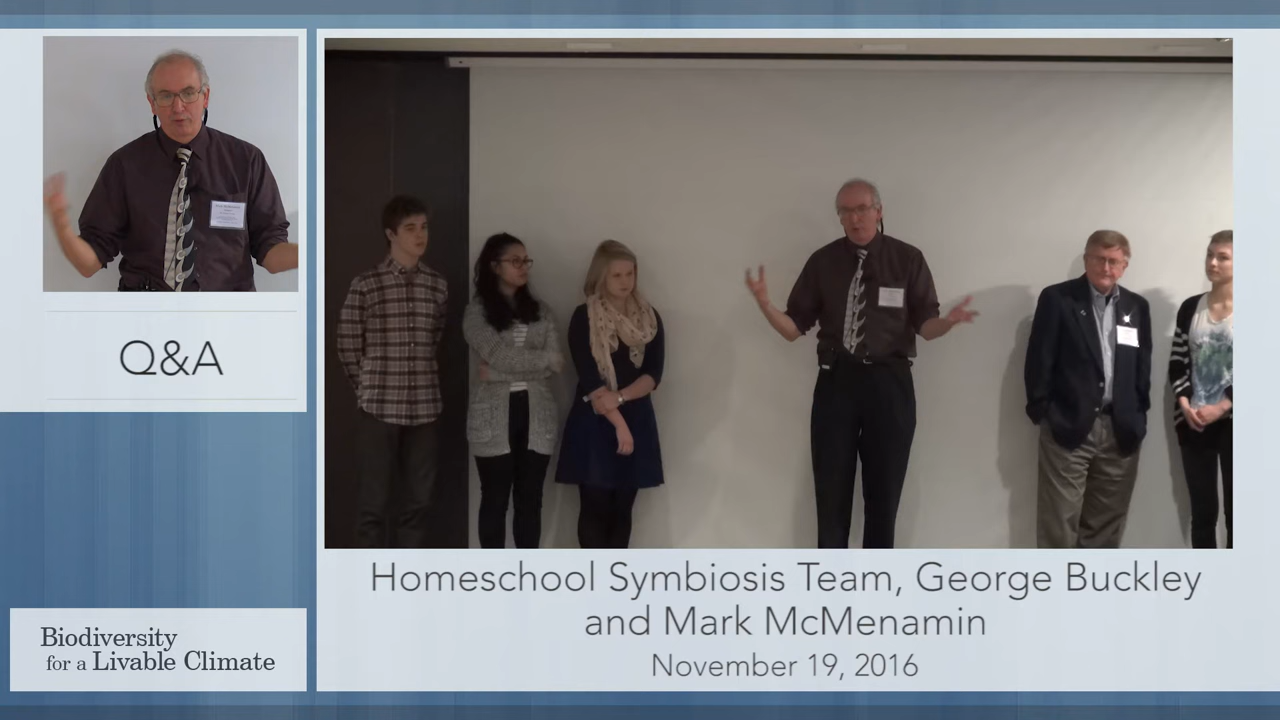 Q&A
Biodiversity
for a Livable Climate
Homeschool Symbiosis Team, George Buckley
and Mark McMenamin
November 19, 2016